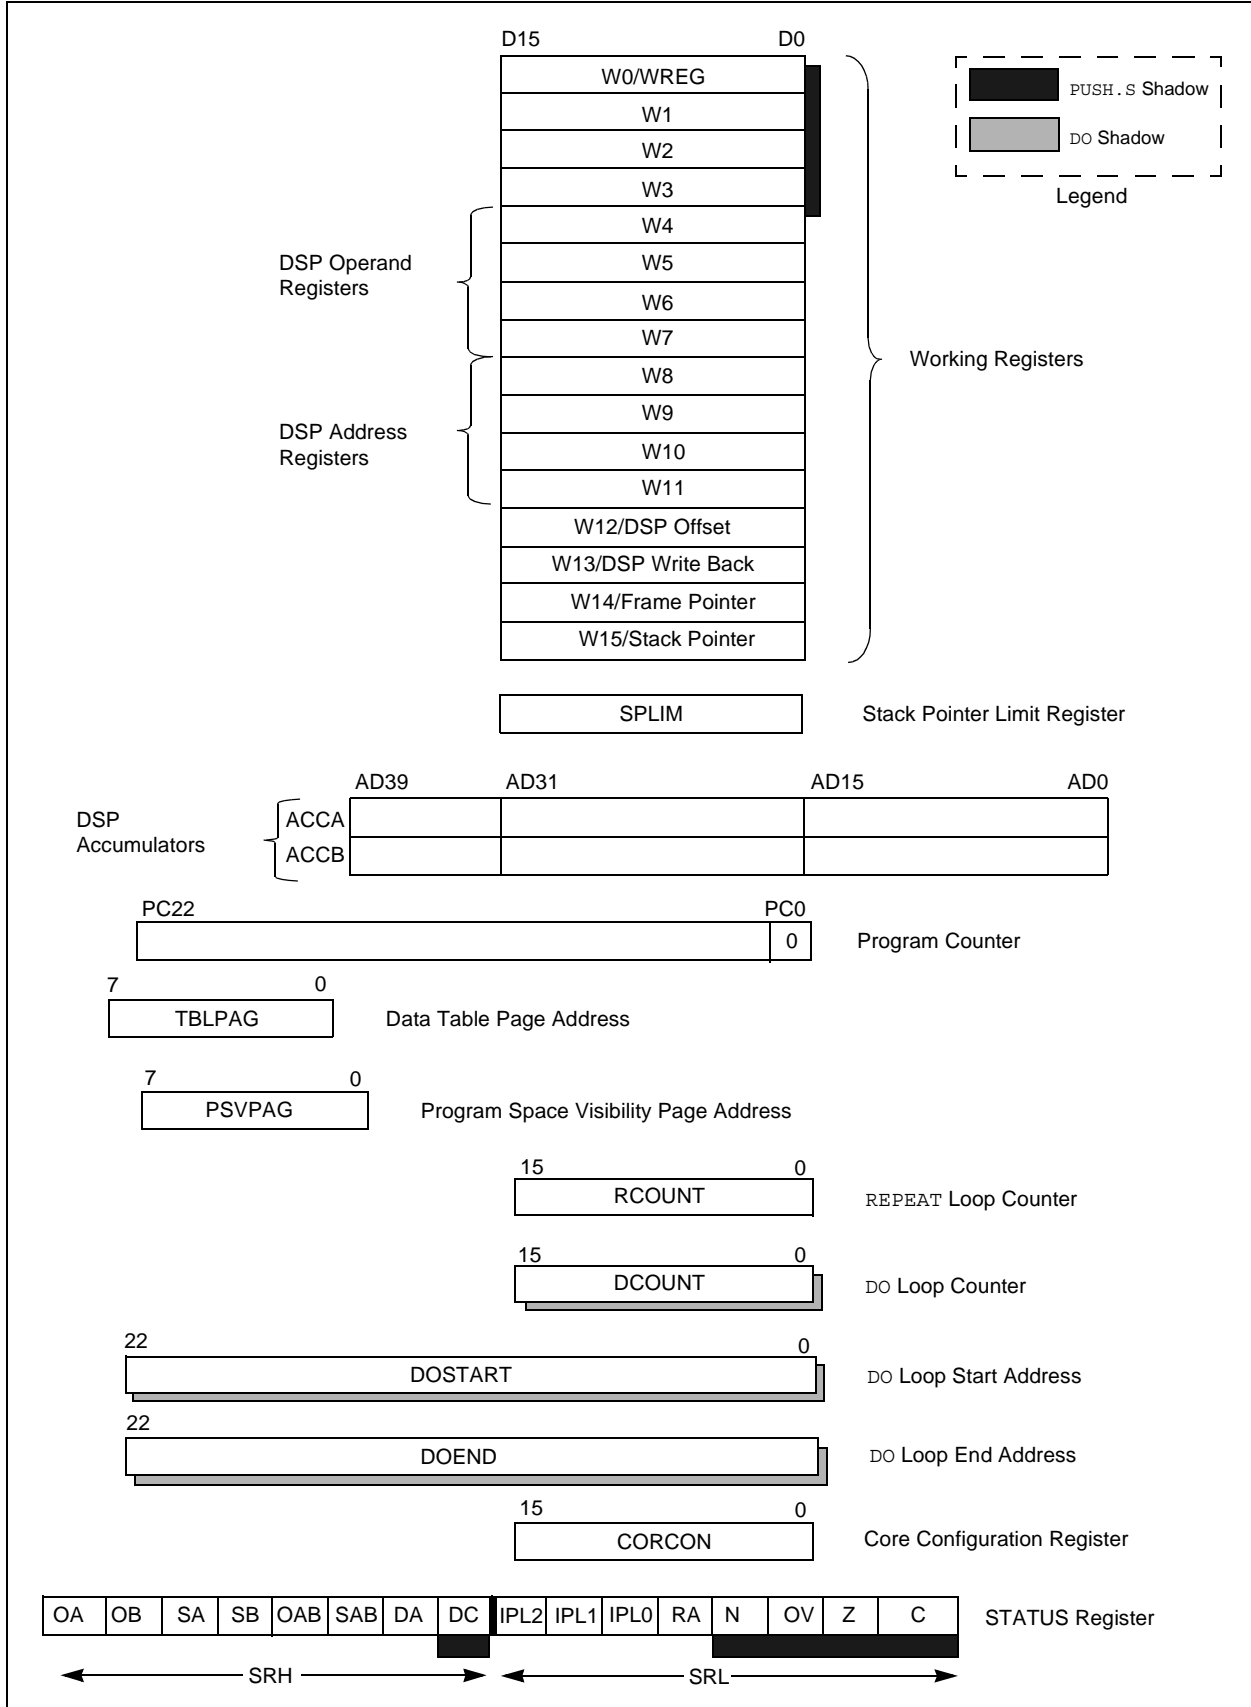 D15 D0
W0/WREG
W1
W2
W3
W4
W5
W6
W7
W8
W9
W10
W11
W12/DSP Offset
W13/DSP Write Back
W14/Frame Pointer
W15/Stack Pointer
PUSH.S Shadow
DO Shadow
Legend
DSP Operand
Registers
DSP Address
Registers
Working Registers
SPLIM Stack Pointer Limit Register
AD39 AD31 AD15 AD0
DSP
Accumulators
ACCA
ACCB
PC22 PC0
0 Program Counter
7 0
TBLPAG Data Table Page Address
7 0
PSVPAG Program Space Visibility Page Address
15 0
RCOUNT REPEAT Loop Counter
15 0
DCOUNT DO Loop Counter
22 0
DOSTART DO Loop Start Address
22
DOEND DO Loop End Address
15 0
CORCON Core Configuration Register
OA OB SA SB OAB SAB DA DC IPL2 IPL1 IPL0 RA N OV Z C STATUS Register
SRH SRL